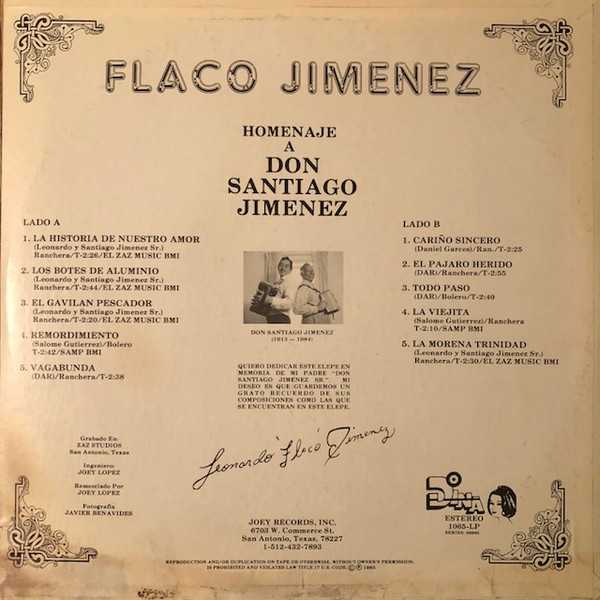 FLACO JIMENEZ
HOMENAJE
A
DON
SANTIAGO
JIMENEZ
LADO A
1. LA HISTORIA DE NUESTRO AMOR
(Leonardo y Santiago Jimenez Sr.)
Ranchera/T-2:26/EL ZAZ MUSIC BMI
2. LOS BOTES DE ALUMINIO
(Leonardo y Santiago Jimenez Sr.)
Ranchera/T-2:44/EL ZAZ MUSIC BMI
3. EL GAVILAN PESCADOR
(Leonardo y Santiago Jimenez Sr.)
Ranchera/T-2:20/EL ZAZ MUSIC BMI
4. REMORDIMIENTO
(Salome Gutierrez)/Bolero
T-2:42/SAMP BMI
5. VAGABUNDA
(DAR)/Ranchera/T-2:38
LADO B
1. CARIÑO SINCERO
(Daniel Garces)/Ran./T-2:25
2. EL PAJARO HERIDO
(DAR)/Ranchera/T-2:55
3. TODO PASO
(DAR)/Bolero/T-2:40
4. LA VIEJITA
(Salome Gutierrez)/Ranchera
T-2:10/SAMP BMI
5. LA MORENA TRINIDAD
(Leonardo y Santiago Jimenez Sr.)
Ranchera/T-2:30/EL ZAZ MUSIC BMI
DON SANTIAGO JIMENEZ
(1913 - 1984)
QUIERO DEDICAR ESTE ELEPE EN
MEMORIA DE MI PADRE "DON
SANTIAGO JIMENEZ SR." MI
DESEO ES QUE GUARDEMOS UN
GRATO RECUERDO DE SUS
COMPOSICIONES COMO LAS QUE
SE ENCUENTRAN EN ESTE ELEPE.
Leonardo "Flaco" Jimenez
Grabado En:
ZAZ STUDIOS
San Antonio, Texas
Ingeniero:
JOEY LOPEZ
Remezclado Por
JOEY LOPEZ
Fotografia
JAVIER BENAVIDES
JOEY RECORDS, INC.
6703 W. Commerce St.
San Antonio, Texas, 78227
1-512-432-7893
DINA
ESTEREO
1065-LP
REPRODUCTION AND/OR DUPLICATION ON TAPE OR OTHERWISE, WITHOUT OWNER'S PERMISSION.
IS PROHIBITED AND VIOLATES LAW TITLE 17 U.S. CODE. ©Ⓟ 1985